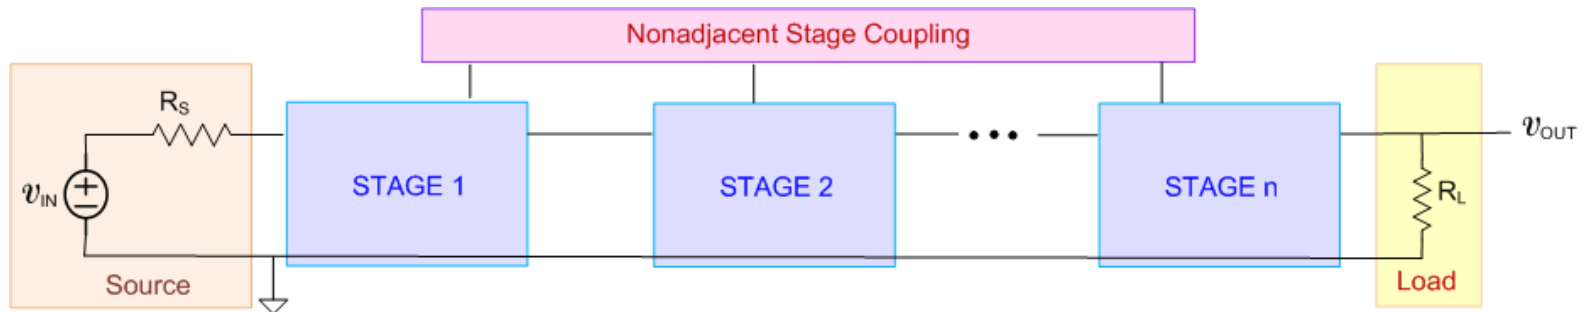 Nonadjacent Stage Coupling
RS
vIN
STAGE 1
STAGE 2
STAGE n
vOUT
RL
Source
Load